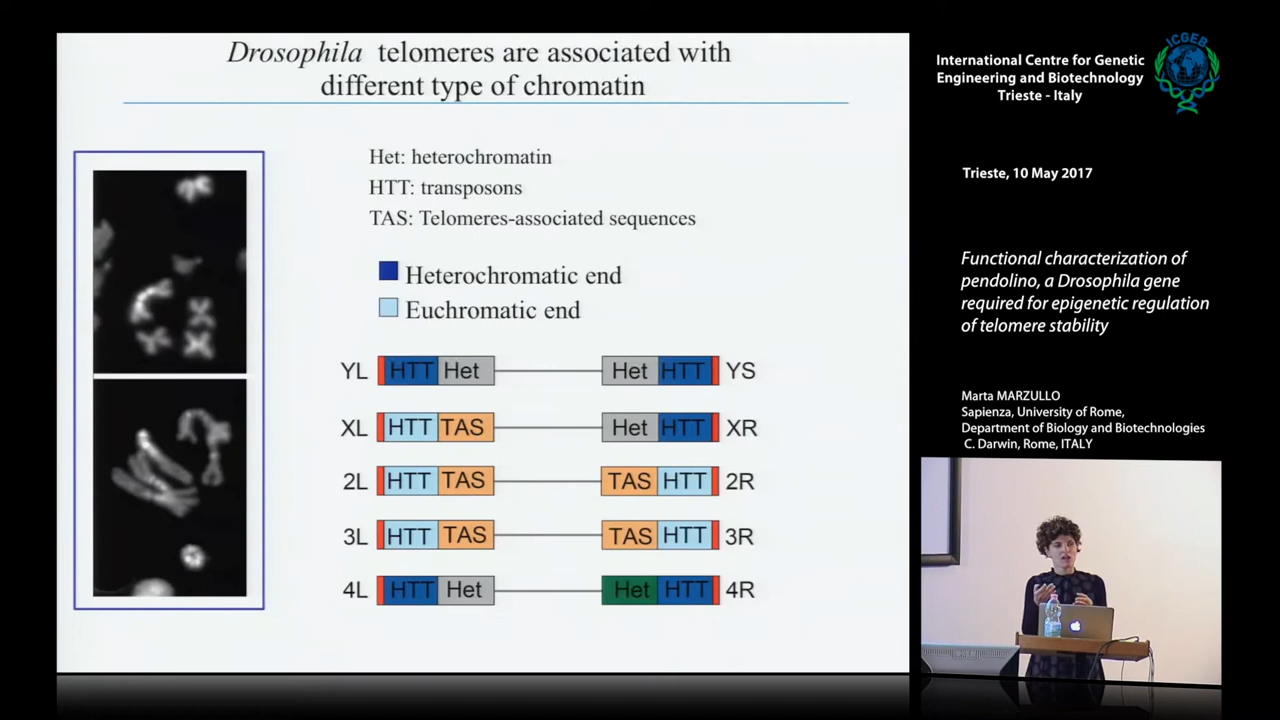 Drosophila telomeres are associated with
different type of chromatin
Het: heterochromatin
HTT: transposons
TAS: Telomeres-associated sequences
Heterochromatic end
Euchromatic end
YL HTT Het Het HTT YS
XL HTT TAS Het HTT XR
2L HTT TAS TAS HTT 2R
3L HTT TAS TAS HTT 3R
4L HTT Het Het HTT 4R
International Centre for Genetic
Engineering and Biotechnology
Trieste - Italy
ICGEB
Trieste, 10 May 2017
Functional characterization of
pendolino, a Drosophila gene
required for epigenetic regulation
of telomere stability
Marta MARZULLO
Sapienza, University of Rome,
Department of Biology and Biotechnologies
C. Darwin, Rome, ITALY